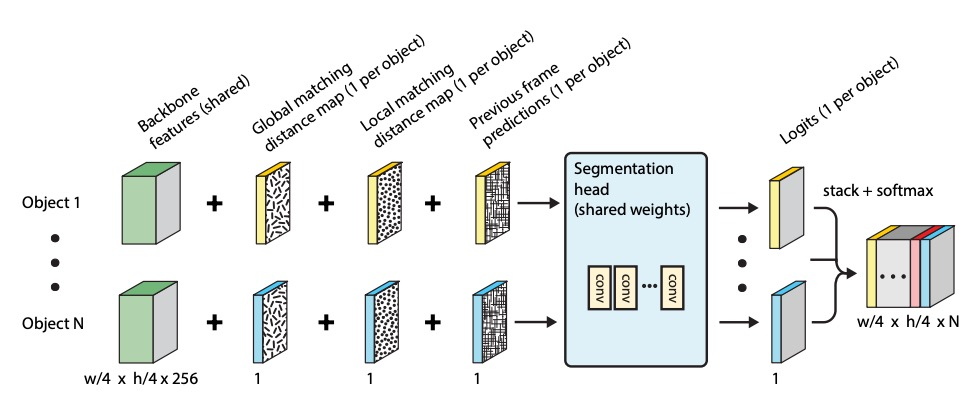 Backbone
features (shared)
Global matching
distance map (1 per object)
Local matching
distance map (1 per object)
Previous frame
predictions (1 per object)
Logits (1 per object)
Segmentation
head
(shared weights)
stack + softmax
Object 1
+ + +
conv conv ... conv
...
Object N
+ + +
w/4 x h/4 x N
w/4 x h/4 x 256
1
1
1
1